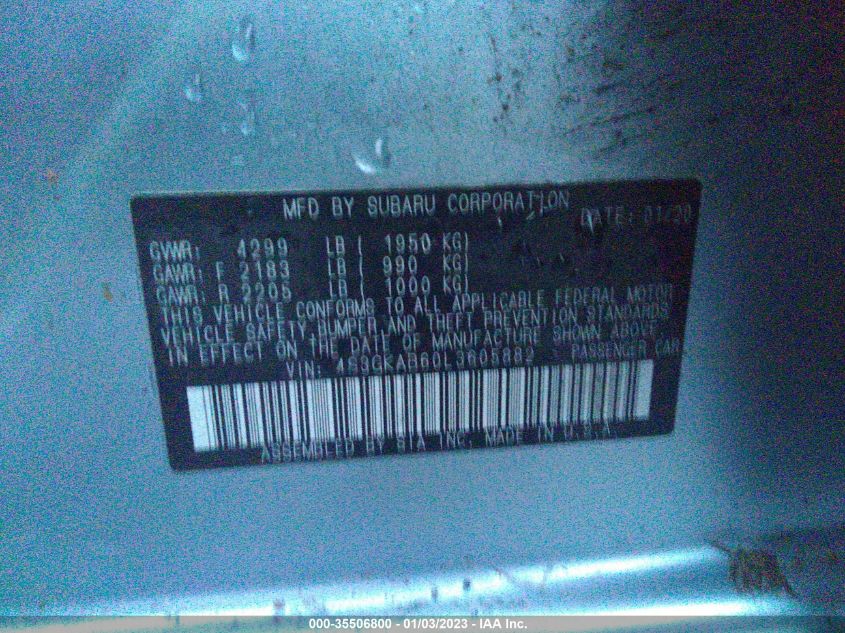 MFD BY SUBARU CORPORATION
DATE: 01/20
GVWR: 4299 LB ( 1950 KG)
GAWR: F 2183 LB ( 990 KG)
GAWR: R 2205 LB ( 1000 KG)
THIS VEHICLE CONFORMS TO ALL APPLICABLE FEDERAL MOTOR
VEHICLE SAFETY, BUMPER, AND THEFT PREVENTION STANDARDS
IN EFFECT ON THE DATE OF MANUFACTURE SHOWN ABOVE.
VIN: 4S3GKAB60L3605882 PASSENGER CAR
ASSEMBLED BY SIA INC, MADE IN U.S.A.
000-35506800 - 01/03/2023 - IAA Inc.